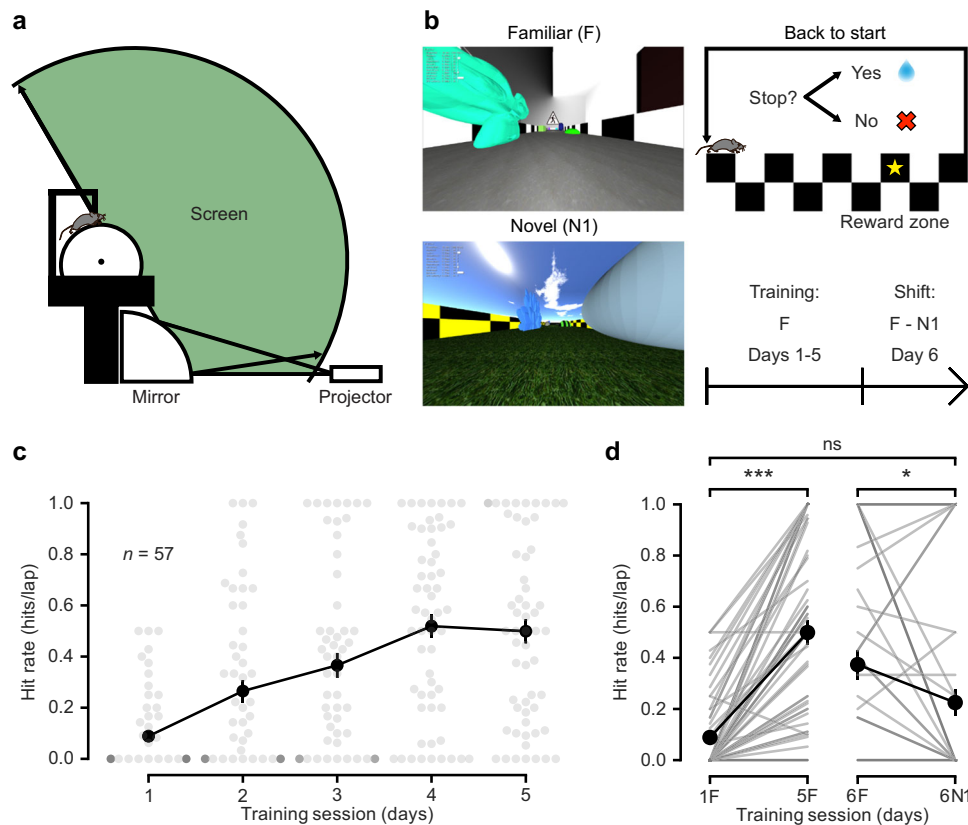 a
Screen
Mirror
Projector
b
Familiar (F)
Novel (N1)
Back to start
Stop?
Yes
No
Reward zone
Training:
F
Days 1-5
Shift:
F - N1
Day 6
c
Hit rate (hits/lap)
1.0
0.8
0.6
0.4
0.2
0.0
n = 57
1 2 3 4 5
Training session (days)
d
ns
*** *
Hit rate (hits/lap)
1.0
0.8
0.6
0.4
0.2
0.0
1F 5F 6F 6N1
Training session (days)